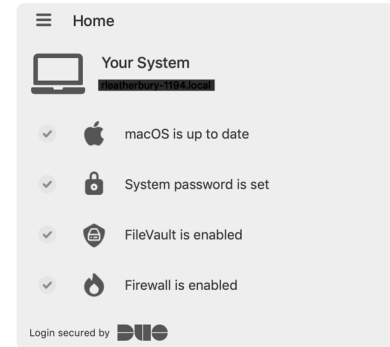 Home
Your System
rleatherbury-1194.local
macOS is up to date
System password is set
FileVault is enabled
Firewall is enabled
Login secured by DUO